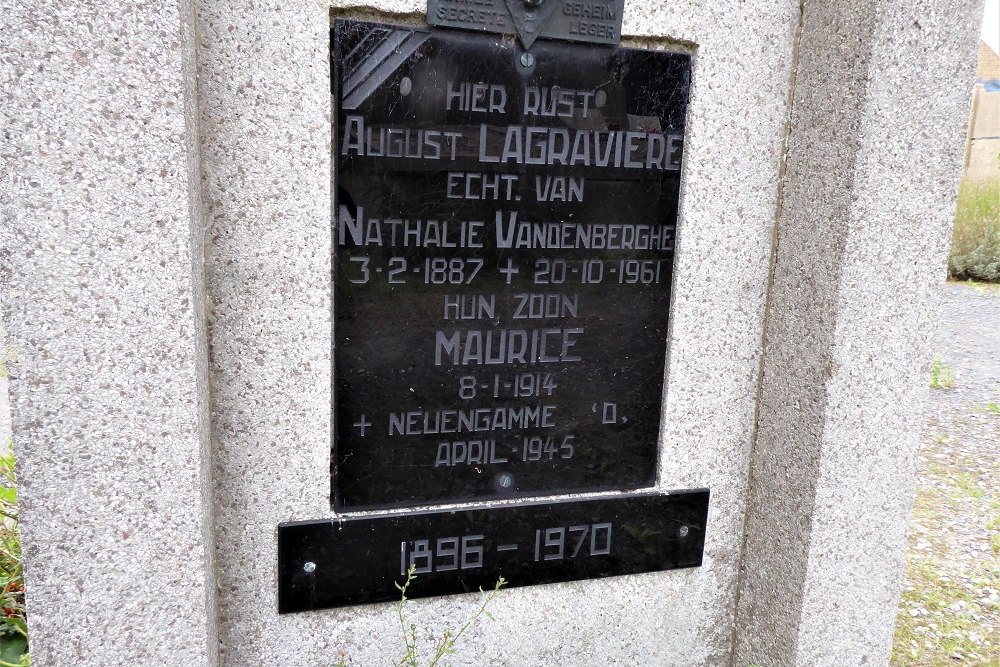 SECRETE GEHEIM
LEGER
HIER RUST
AUGUST LAGRAVIÈRE
ECHT. VAN
NATHALIE VANDENBERGHE
3-2-1887 + 20-10-1961
HUN ZOON
MAURICE
8-1-1914
+ NEUENGAMME 'D.
APRIL-1945
1896 - 1970